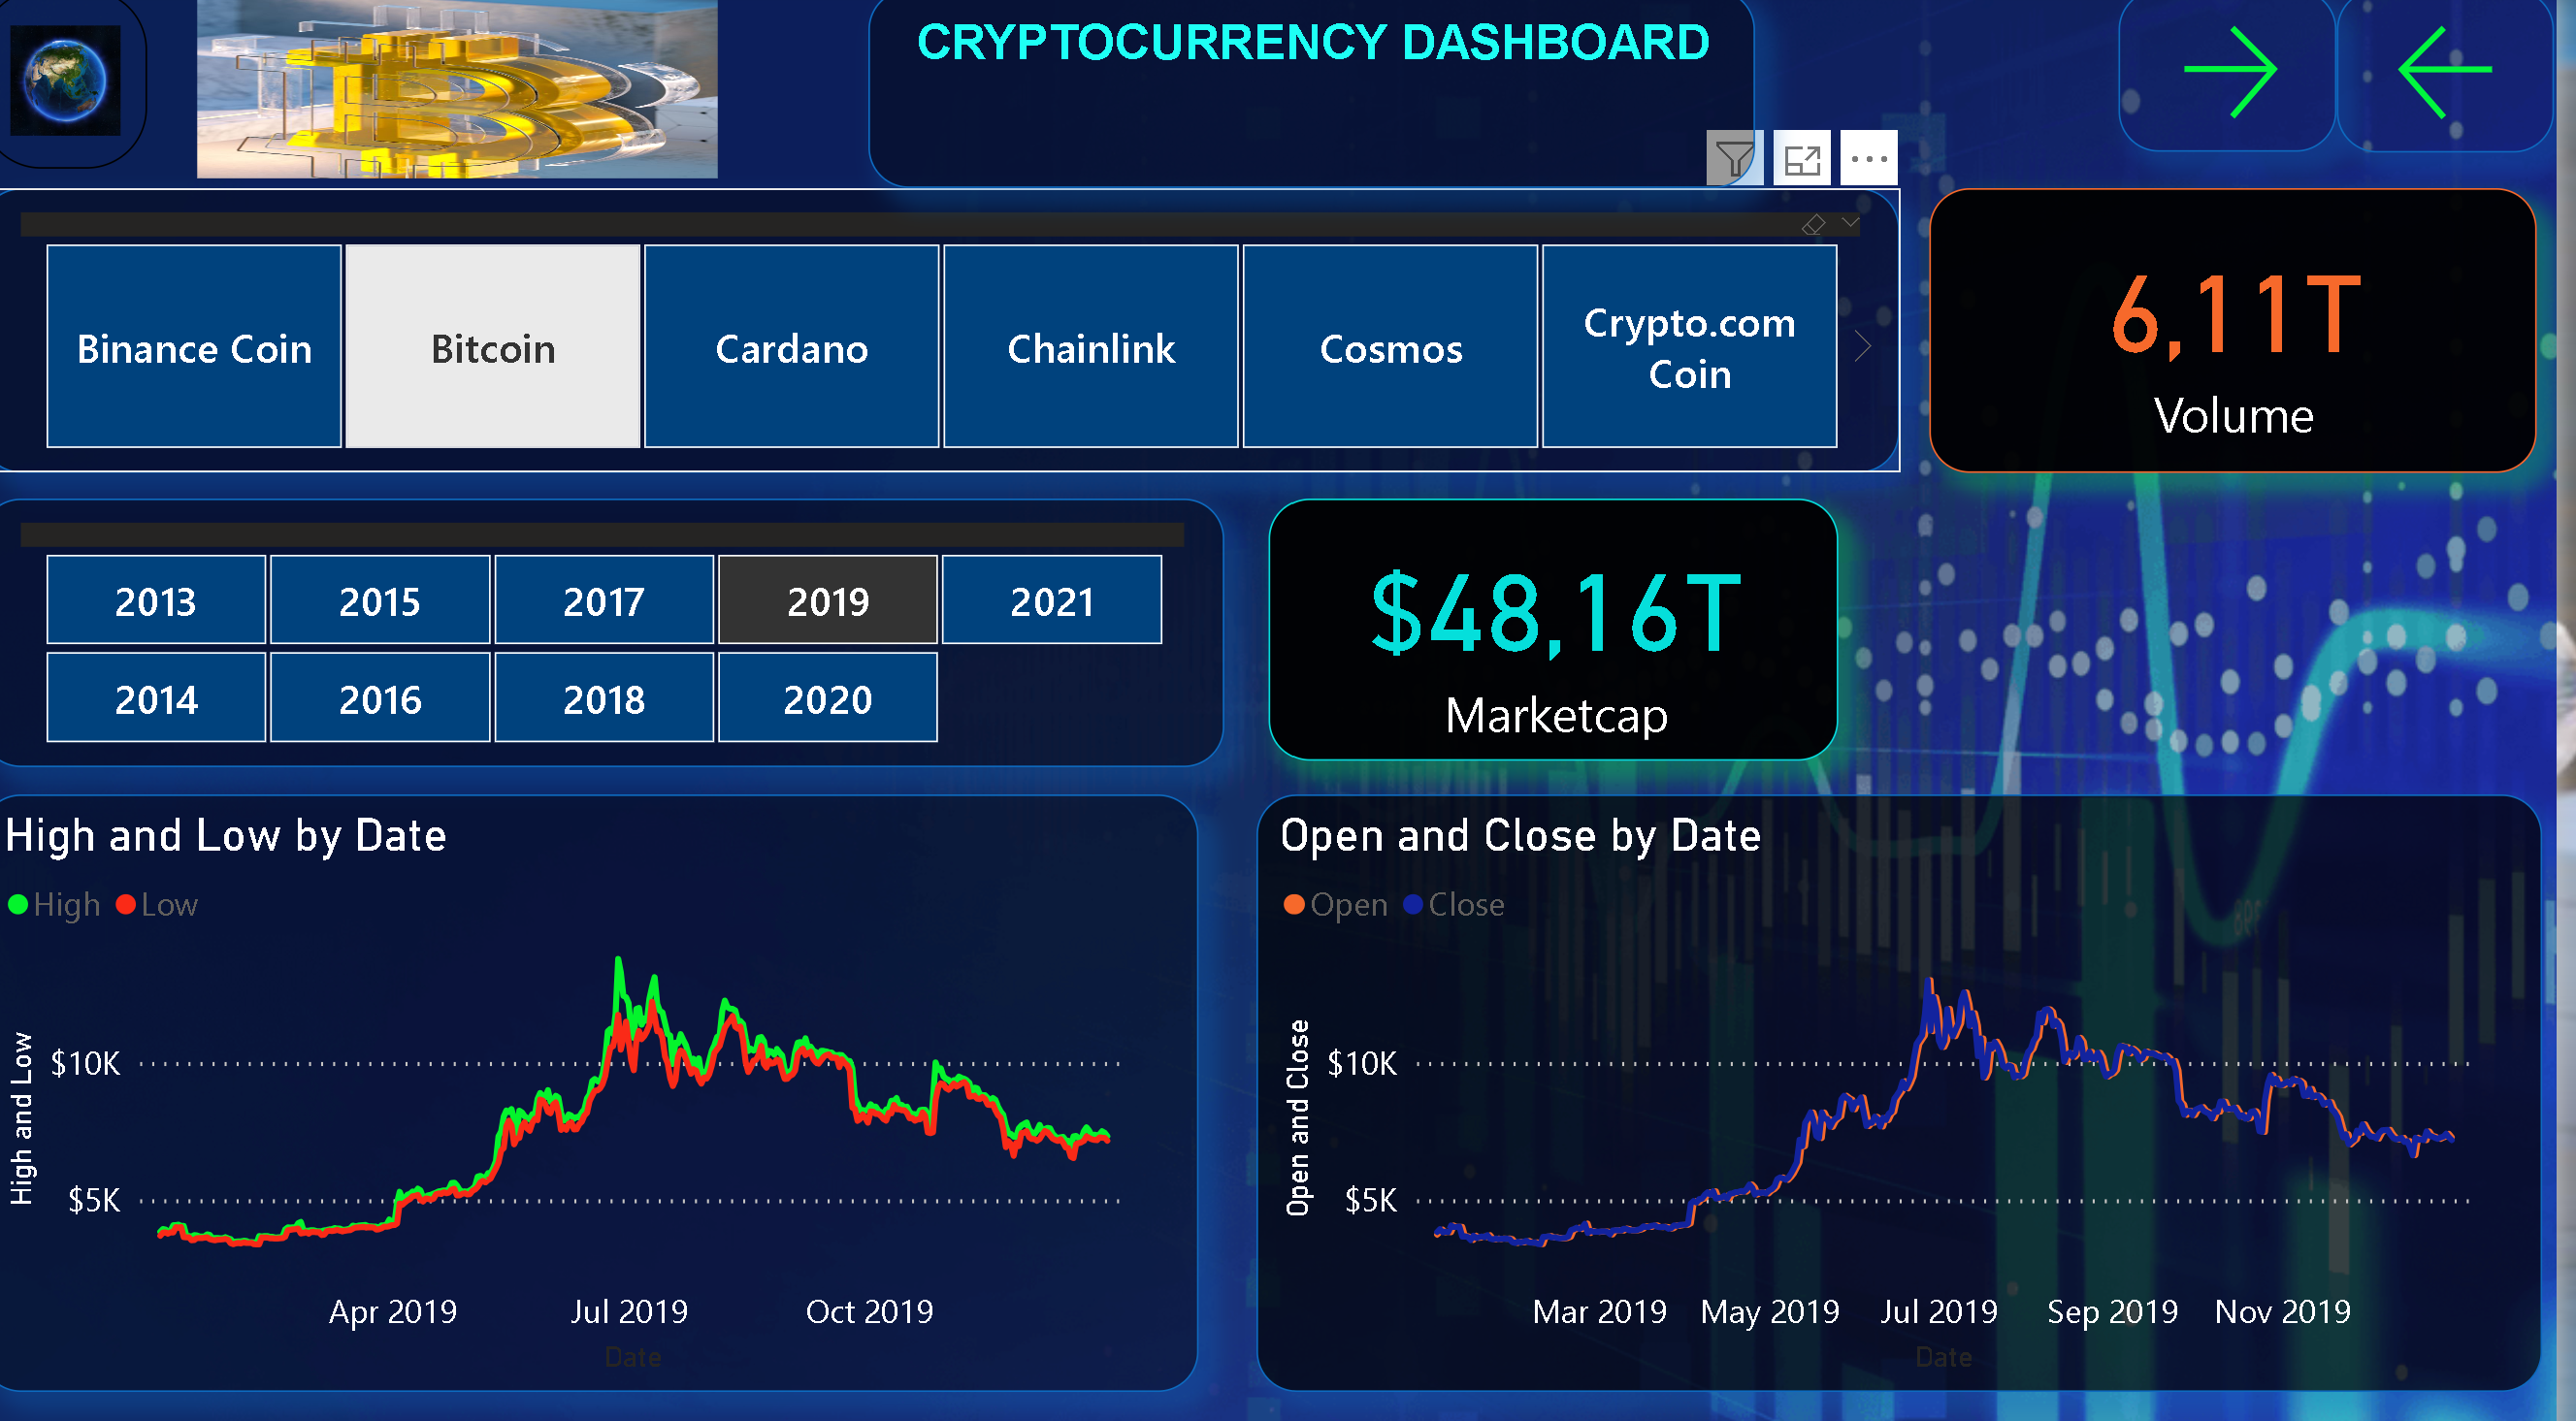 CRYPTOCURRENCY DASHBOARD
Binance Coin
Bitcoin
Cardano
Chainlink
Cosmos
Crypto.com
Coin
6,11T
Volume
2013
2015
2017
2019
2021
2014
2016
2018
2020
$48,16T
Marketcap
High and Low by Date
High
Low
High and Low
$10K
$5K
Apr 2019
Jul 2019
Oct 2019
Date
Open and Close by Date
Open
Close
Open and Close
$10K
$5K
Mar 2019
May 2019
Jul 2019
Sep 2019
Nov 2019
Date